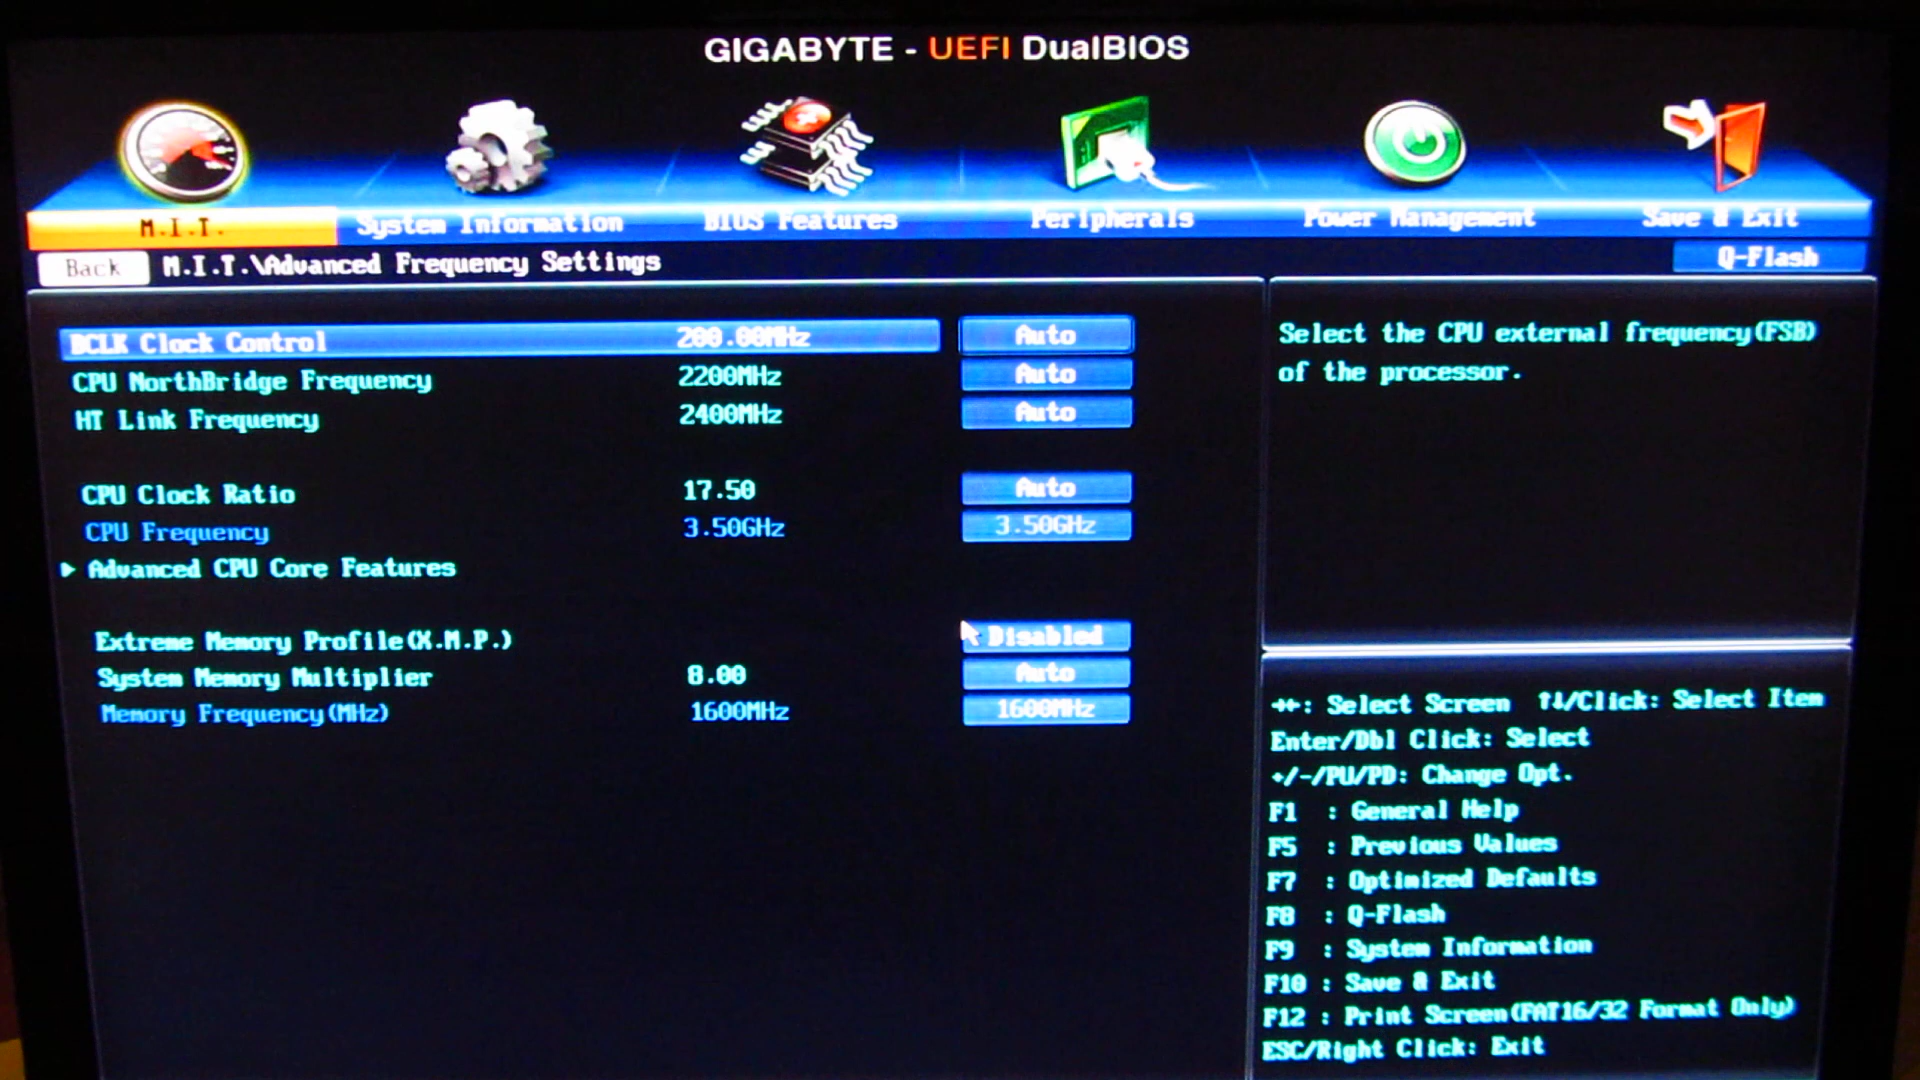 GIGABYTE - UEFI DualBIOS
M.I.T. System Information BIOS Features Peripherals Power Management Save & Exit
Back M.I.T.\Advanced Frequency Settings Q-Flash
BCLK Clock Control 200.00MHz Auto
CPU NorthBridge Frequency 2200MHz Auto
HT Link Frequency 2400MHz Auto
CPU Clock Ratio 17.50 Auto
CPU Frequency 3.50GHz 3.50GHz
Advanced CPU Core Features
Extreme Memory Profile(X.M.P.) Disabled
System Memory Multiplier 8.00 Auto
Memory Frequency(MHz) 1600MHz 1600MHz
Select the CPU external frequency(FSB)
of the processor.
→←: Select Screen ↑↓/Click: Select Item
Enter/Dbl Click: Select
+/-/PU/PD: Change Opt.
F1 : General Help
F5 : Previous Values
F7 : Optimized Defaults
F8 : Q-Flash
F9 : System Information
F10 : Save & Exit
F12 : Print Screen(FAT16/32 Format Only)
ESC/Right Click: Exit